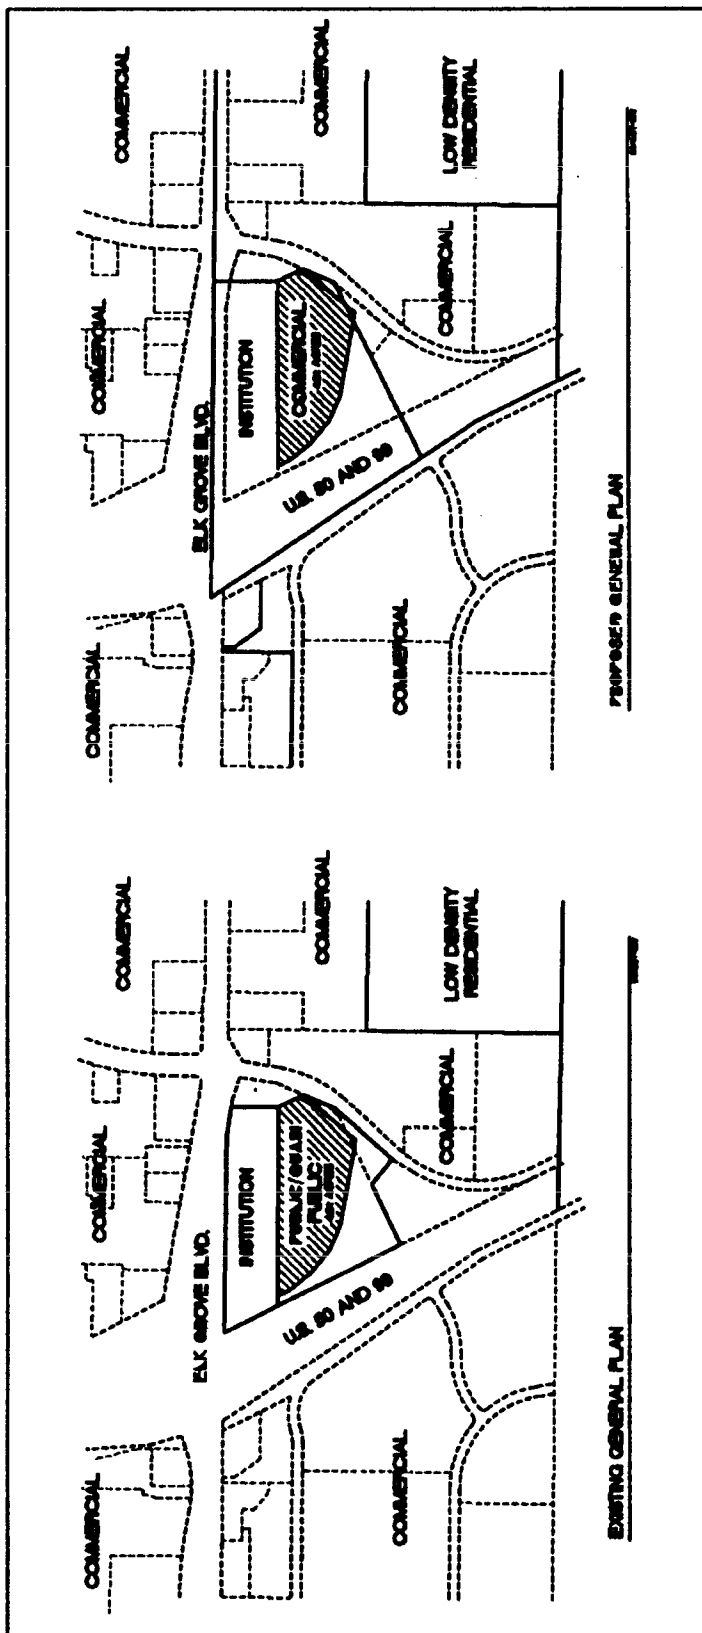 COMMERCIAL
COMMERCIAL
COMMERCIAL
ELK GROVE BLVD.
INSTITUTION
PUBLIC/QUASI
PUBLIC
U.S. 50 AND 99
COMMERCIAL
COMMERCIAL
LOW DENSITY
RESIDENTIAL
COMMERCIAL
EXISTING GENERAL PLAN
COMMERCIAL
COMMERCIAL
COMMERCIAL
ELK GROVE BLVD.
INSTITUTION
COMMERCIAL
U.S. 50 AND 99
COMMERCIAL
COMMERCIAL
LOW DENSITY
RESIDENTIAL
COMMERCIAL
PROPOSED GENERAL PLAN